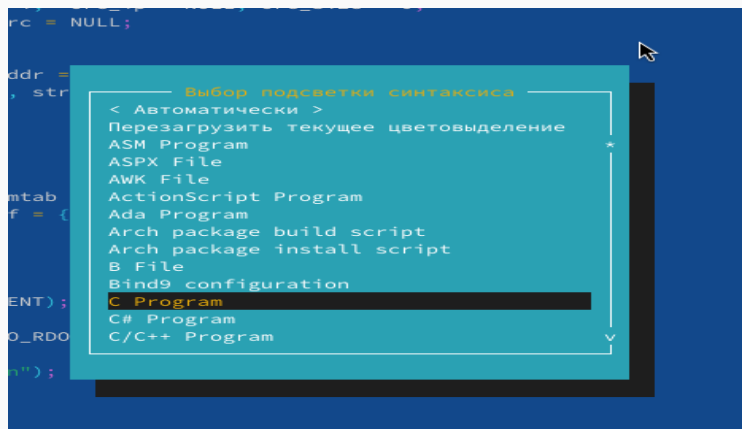 rc = NULL;
ddr =
, str
Выбор подсветки синтаксиса
< Автоматически >
Перезагрузить текущее цветовыделение
ASM Program
*
ASPX File
AWK File
mtab
ActionScript Program
f = {
Ada Program
Arch package build script
Arch package install script
B File
Bind9 configuration
ENT);
C Program
C# Program
O_RDO
C/C++ Program
v
n");